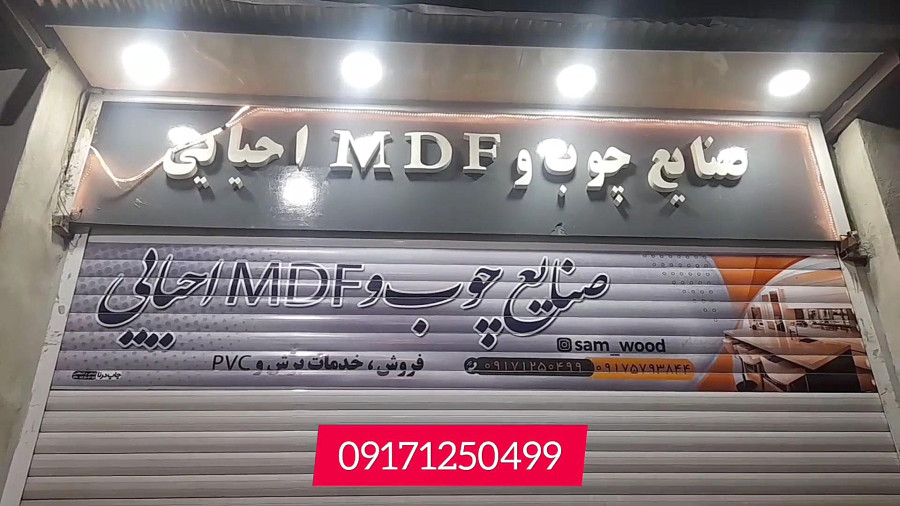 صنایع چوب و MDF احیایی
صنایع چوب و MDF احیایی
sam_wood
فروش ، خدمات برش و PVC
۰۹۱۷۱۲۵۰۴۹۹
۰۹۱۷۵۷۹۳۸۴۴
09171250499